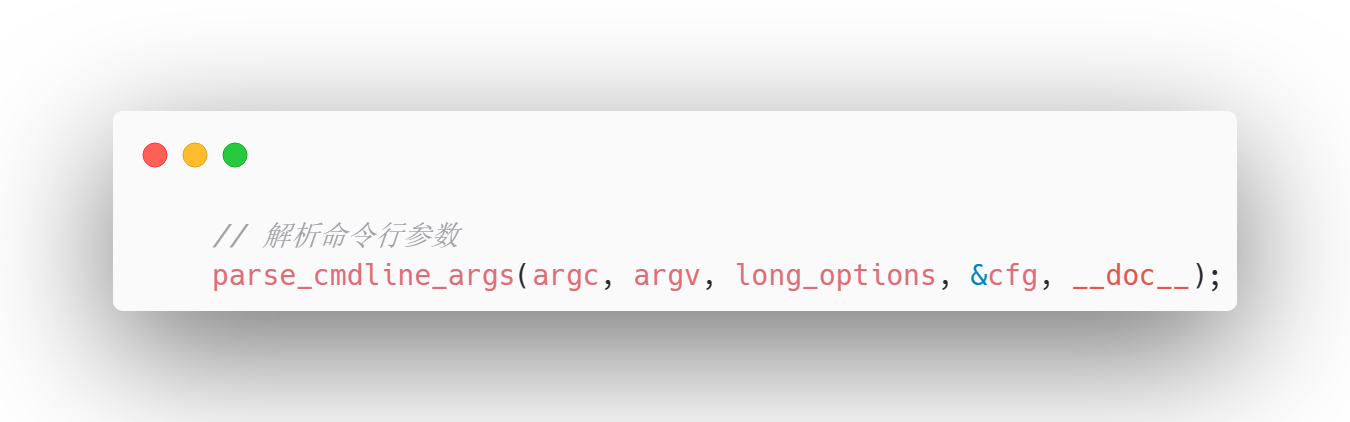 // 解析命令行参数
parse_cmdline_args(argc, argv, long_options, &cfg, __doc__);